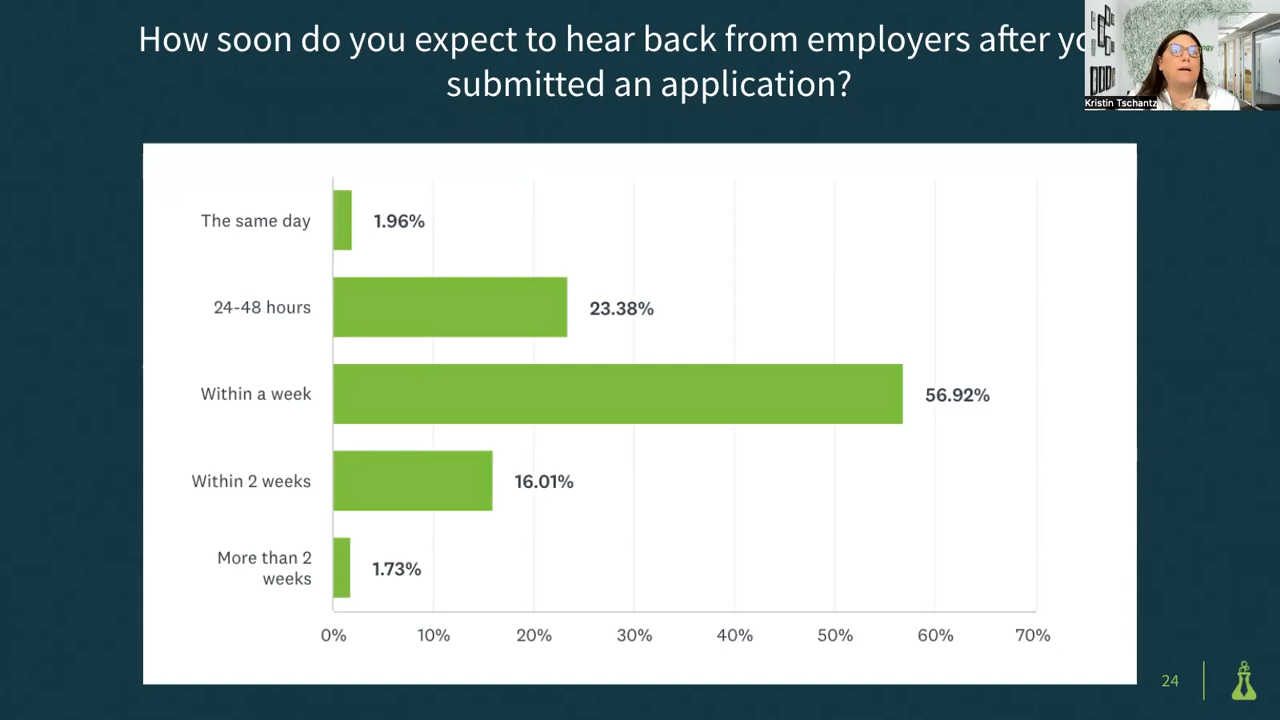 How soon do you expect to hear back from employers after
submitted an application?
Kristin Tschantz
The same day
1.96%
24-48 hours
23.38%
Within a week
56.92%
Within 2 weeks
16.01%
More than 2
weeks
1.73%
0% 10% 20% 30% 40% 50% 60% 70%
24